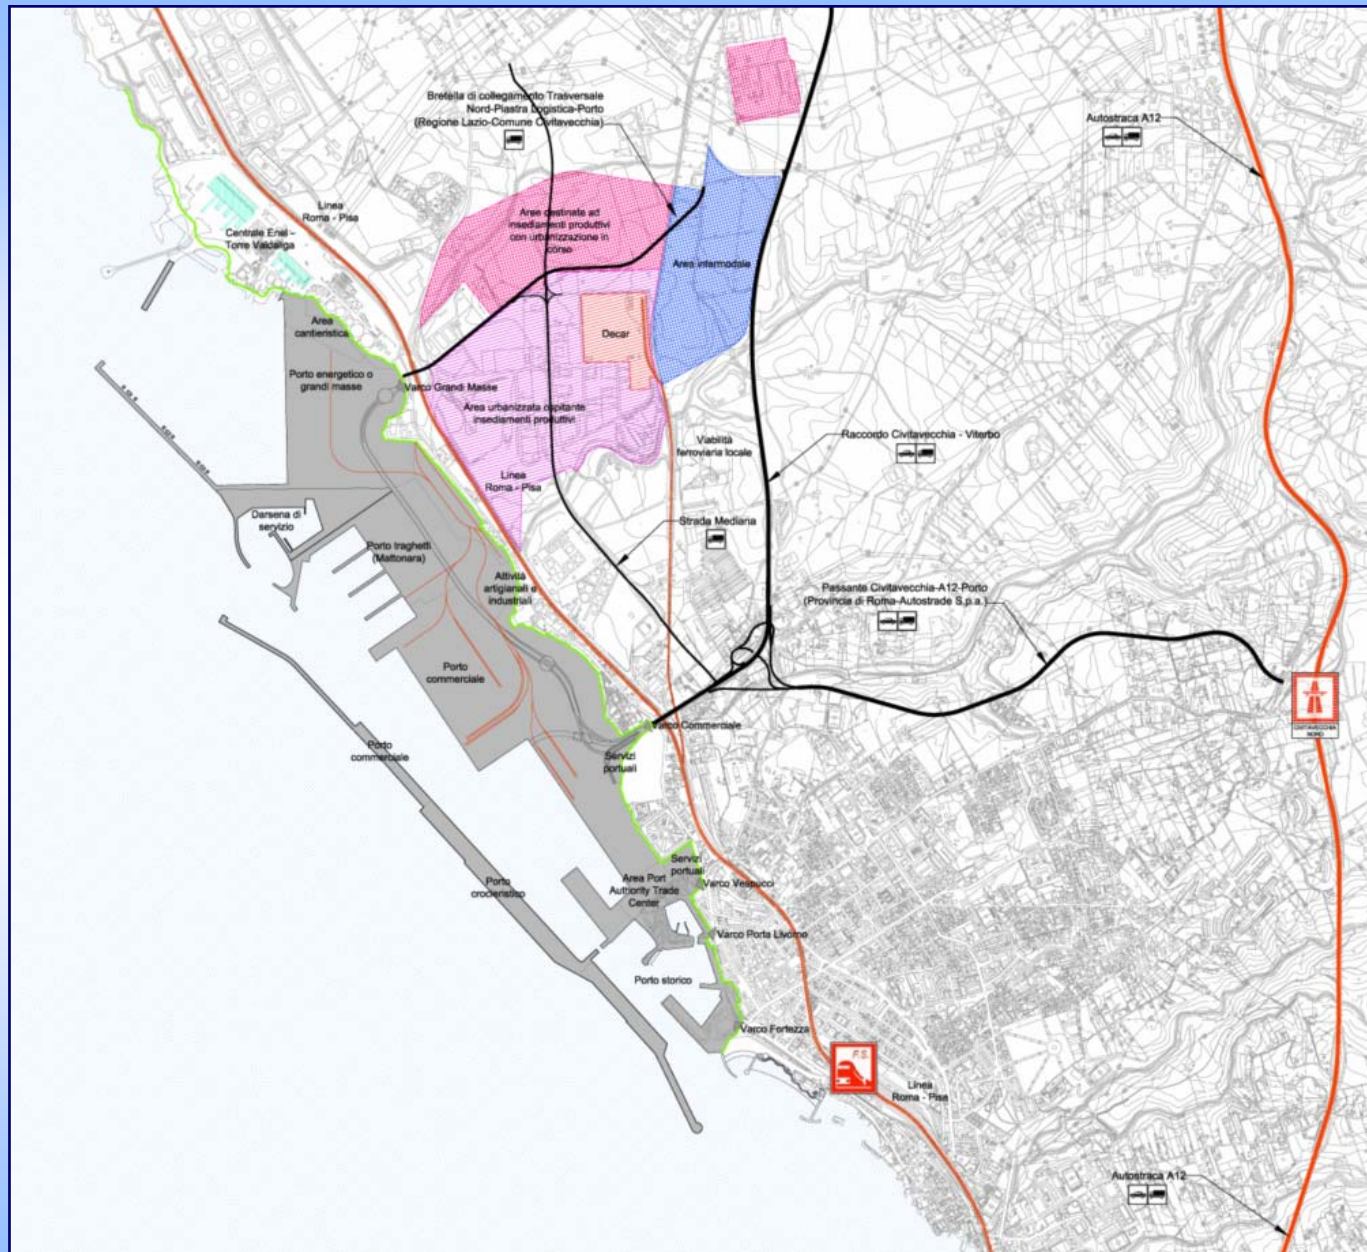 Bretella di collegamento Trasversale
Nord-Piastra Logistica-Porto
(Regione Lazio-Comune Civitavecchia)
Autostraca A12
Linea
Roma - Pisa
Aree destinate ad
insediamenti produttivi
con urbanizzazione in
corso
Centrale Enel –
Torre Valdaliga
Area intermodale
Area
cantieristica
Decar
Porto energetico o
grandi masse
Varco Grandi Masse
Area urbanizzata ospitante
insediamenti produttivi
Viabilità
ferroviaria locale
Raccordo Civitavecchia - Viterbo
Linea
Roma - Pisa
Darsena di
servizio
Strada Mediana
Porto traghetti
(Mattonara)
Attività
artigianali e
industriali
Passante Civitavecchia-A12-Porto
(Provincia di Roma-Autostrade S.p.a.)
Porto
commerciale
CIVITAVECCHIA
NORD
Varco Commerciale
Porto
commerciale
Servizi
portuali
Servizi
portuali
Porto
crocieristico
Area Port
Authority Trade
Center
Varco Vespucci
Varco Porta Livorno
Porto storico
Varco Fortezza
F.S.
Linea
Roma - Pisa
Autostraca A12